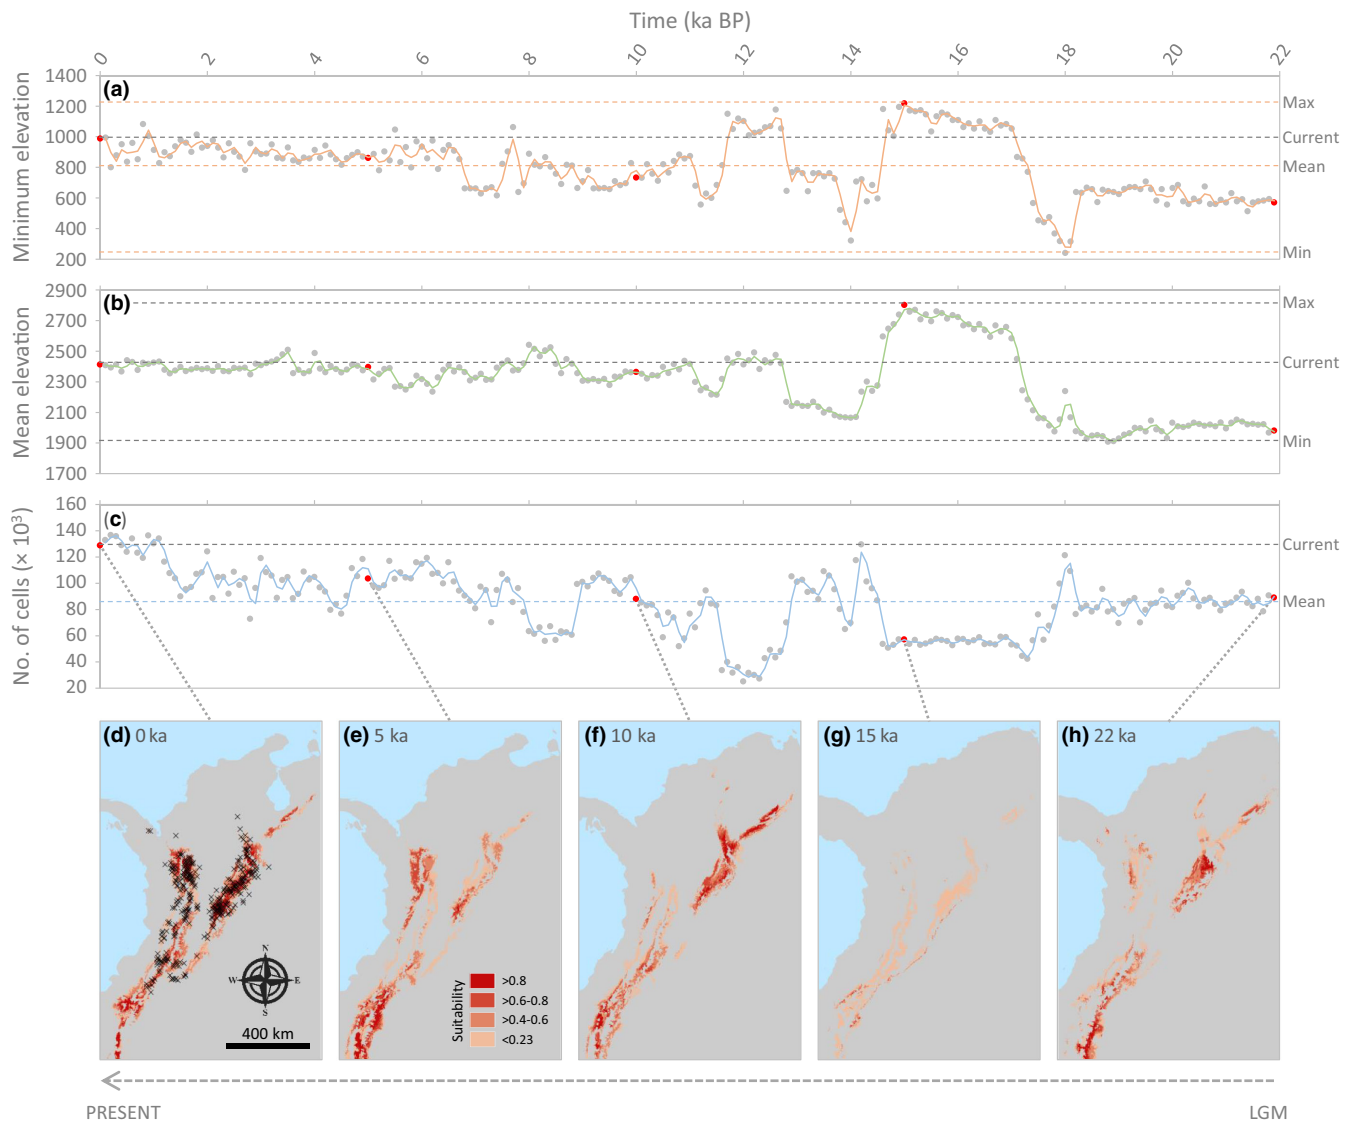 Time (ka BP)
0 2 4 6 8 10 12 14 16 18 20 22
Minimum elevation
1400
1200
1000
800
600
400
200
(a)
Max
Current
Mean
Min
Mean elevation
2900
2700
2500
2300
2100
1900
1700
(b)
Max
Current
Min
No. of cells (× 10³)
160
140
120
100
80
60
40
20
(c)
Current
Mean
(d) 0 ka
N
W E
S
400 km
(e) 5 ka
Suitability
>0.8
>0.6-0.8
>0.4-0.6
<0.23
(f) 10 ka
(g) 15 ka
(h) 22 ka
PRESENT
LGM